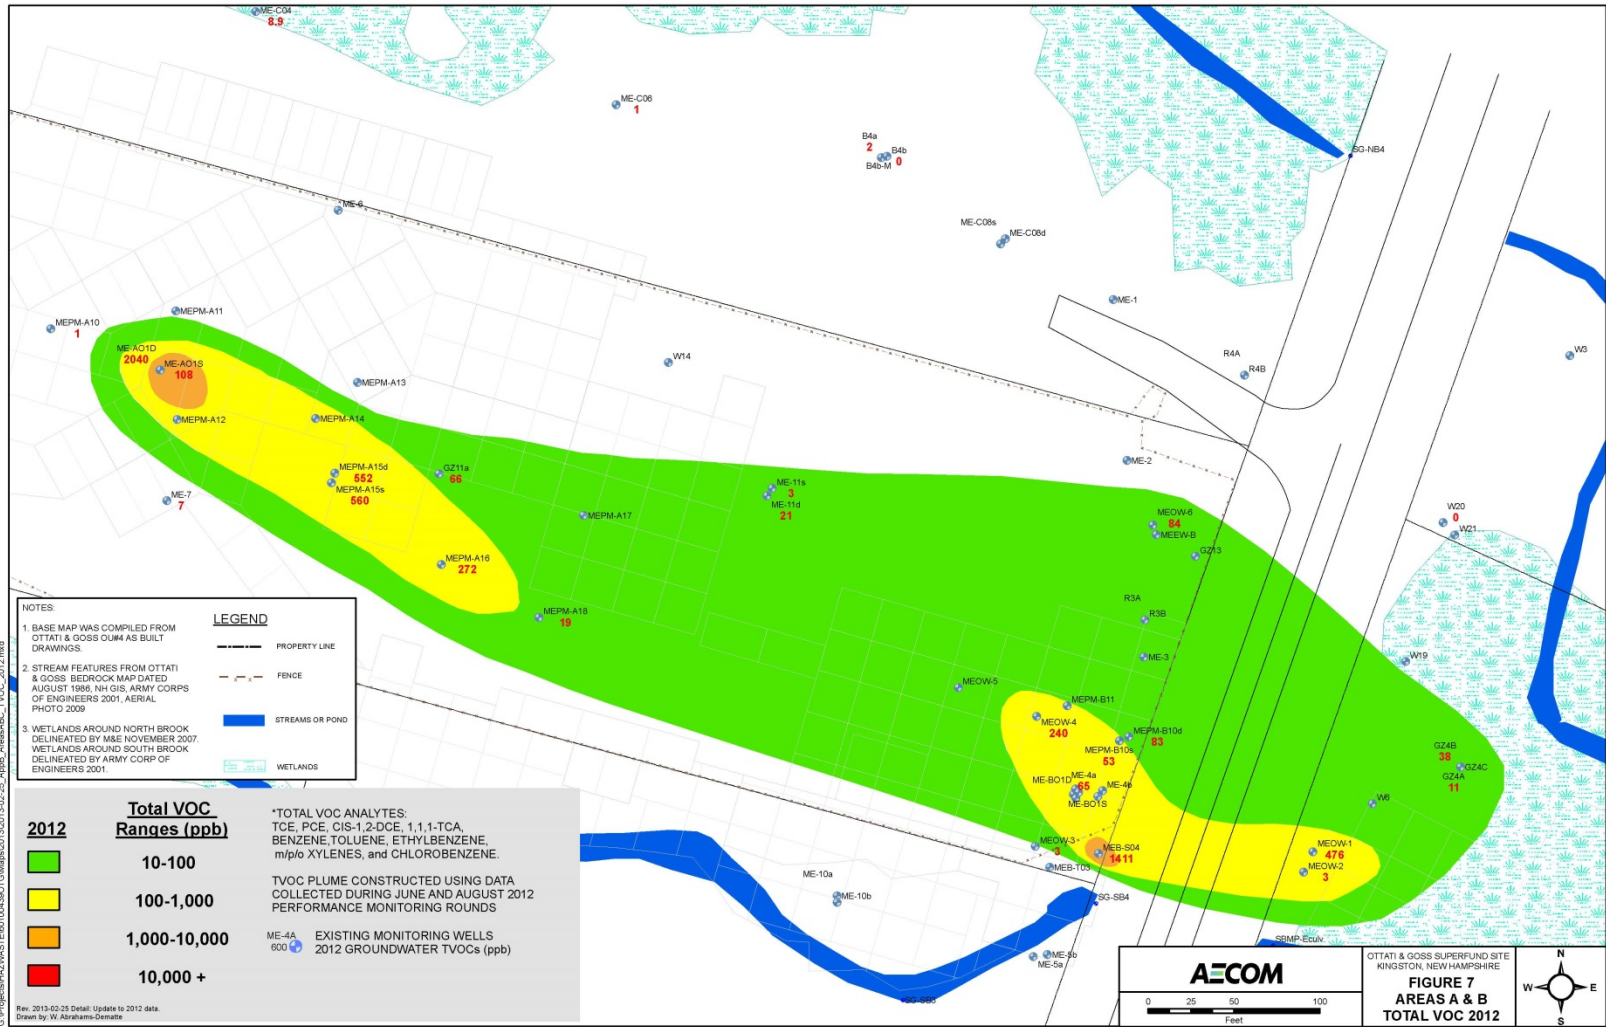 ME-C04
8.9
ME-C06
1
B4a
2
B4b
0
B4b-M
SG-NB4
ME-6
ME-C08s
ME-C08d
ME-1
MEPM-A10
1
MEPM-A11
ME-AO1D
2040
ME-AO1S
108
MEPM-A13
W14
R4A
R4B
W3
MEPM-A12
MEPM-A14
MEPM-A15d
552
MEPM-A15s
560
GZ11a
66
ME-2
ME-7
7
MEPM-A17
ME-11s
3
ME-11d
21
MEOW-6
84
MEEW-B
GZ13
W20
0
W21
MEPM-A16
272
MEPM-A18
19
R3A
R3B
ME-3
W19
MEOW-5
MEPM-B11
MEOW-4
240
MEPM-B10d
83
MEPM-B10s
53
GZ4B
38
GZ4C
GZ4A
11
ME-BO1D
ME-4a
65
ME-4b
ME-BO1S
W6
MEOW-3
3
MEB-S04
1411
MEB-T03
MEOW-1
476
MEOW-2
3
ME-10a
ME-10b
SG-SB4
ME-5b
ME-5a
SBMP-Ecuiv
SG-SB3
NOTES:
1. BASE MAP WAS COMPILED FROM
OTTATI & GOSS OU#4 AS BUILT
DRAWINGS.
2. STREAM FEATURES FROM OTTATI
& GOSS BEDROCK MAP DATED
AUGUST 1986, NH GIS, ARMY CORPS
OF ENGINEERS 2001, AERIAL
PHOTO 2009
3. WETLANDS AROUND NORTH BROOK
DELINEATED BY M&E NOVEMBER 2007.
WETLANDS AROUND SOUTH BROOK
DELINEATED BY ARMY CORP OF
ENGINEERS 2001.
LEGEND
PROPERTY LINE
FENCE
STREAMS OR POND
WETLANDS
2012
Total VOC
Ranges (ppb)
10-100
100-1,000
1,000-10,000
10,000 +
*TOTAL VOC ANALYTES:
TCE, PCE, CIS-1,2-DCE, 1,1,1-TCA,
BENZENE,TOLUENE, ETHYLBENZENE,
m/p/o XYLENES, and CHLOROBENZENE.
TVOC PLUME CONSTRUCTED USING DATA
COLLECTED DURING JUNE AND AUGUST 2012
PERFORMANCE MONITORING ROUNDS
ME-4A
600
EXISTING MONITORING WELLS
2012 GROUNDWATER TVOCs (ppb)
Rev. 2013-02-25 Detail: Update to 2012 data.
Drawn by: W. Abrahams-Dematte
AECOM
0 25 50 100
Feet
OTTATI & GOSS SUPERFUND SITE
KINGSTON, NEW HAMPSHIRE
FIGURE 7
AREAS A & B
TOTAL VOC 2012
N
W E
S